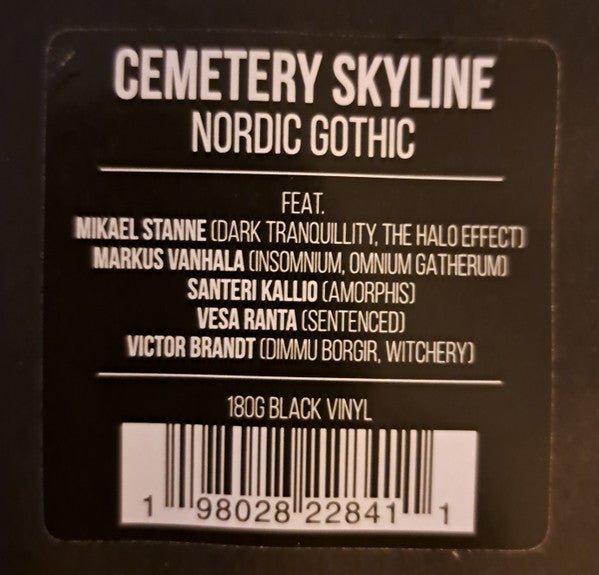 CEMETERY SKYLINE
NORDIC GOTHIC
FEAT.
MIKAEL STANNE (DARK TRANQUILLITY, THE HALO EFFECT)
MARKUS VANHALA (INSOMNIUM, OMNIUM GATHERUM)
SANTERI KALLIO (AMORPHIS)
VESA RANTA (SENTENCED)
VICTOR BRANDT (DIMMU BORGIR, WITCHERY)
180G BLACK VINYL
1 98028 22841 1